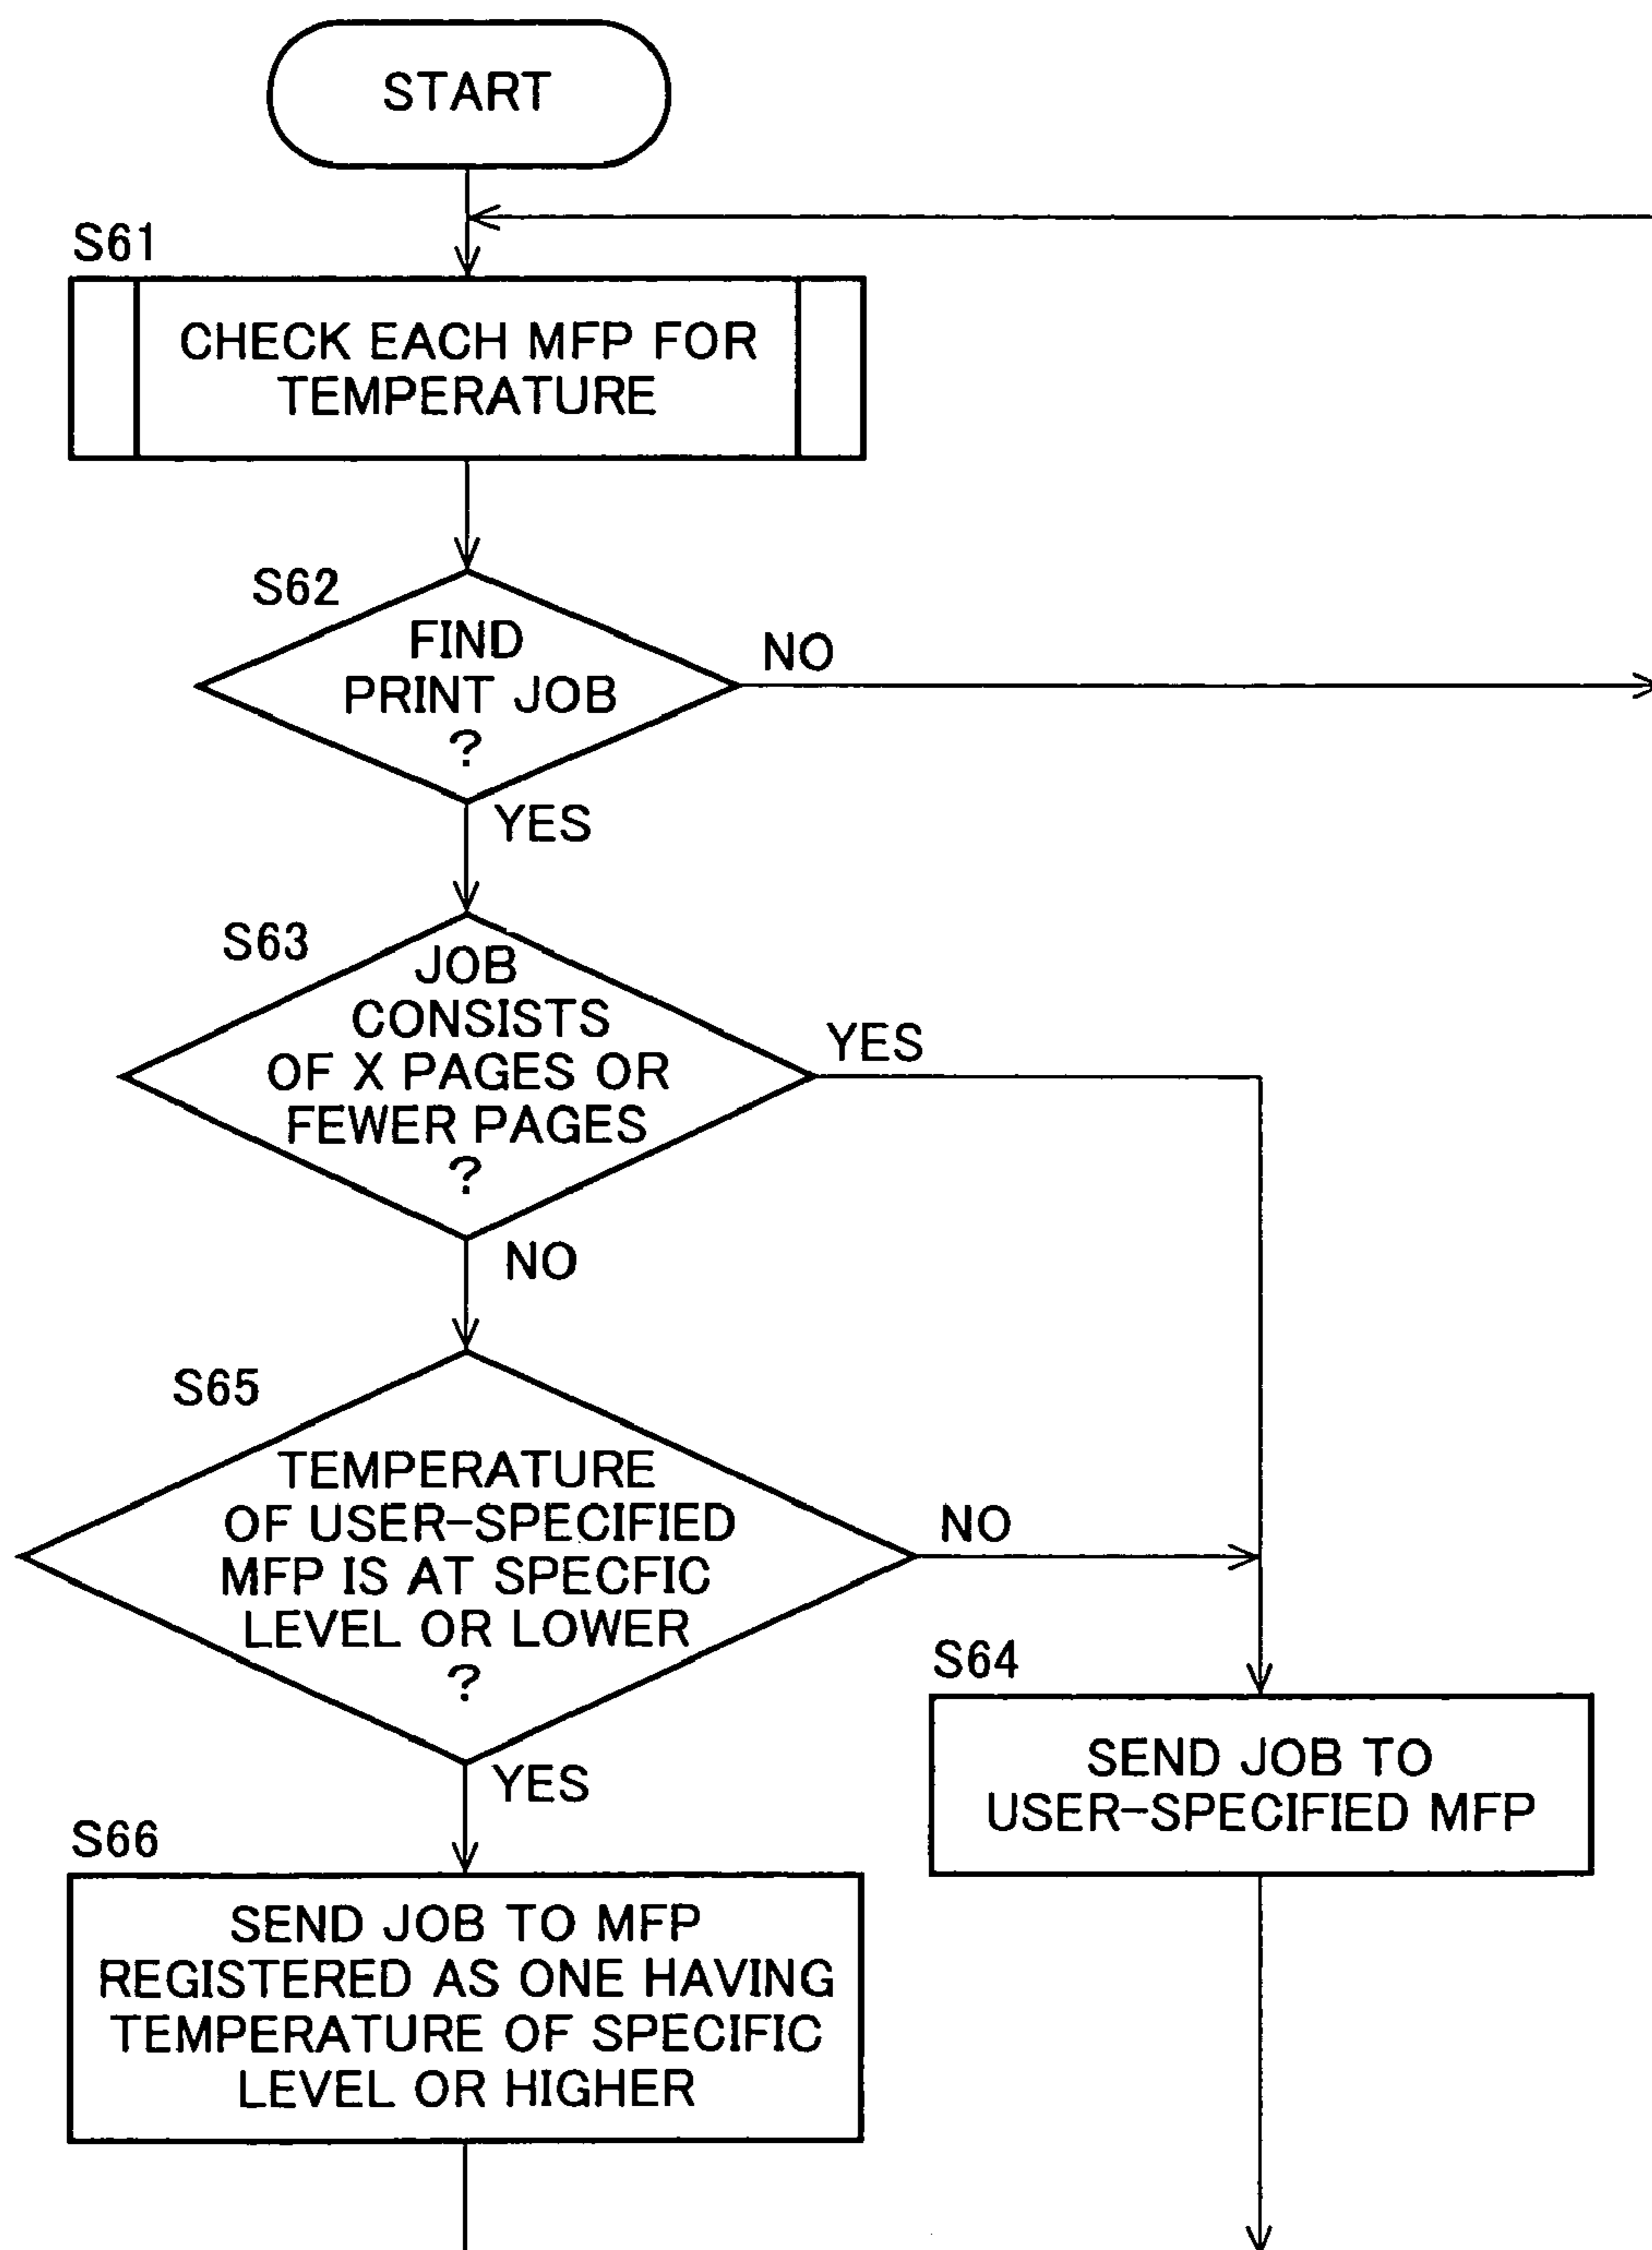 START
S61
CHECK EACH MFP FOR
TEMPERATURE
S62
FIND
PRINT JOB
?
NO
YES
S63
JOB
CONSISTS
OF X PAGES OR
FEWER PAGES
?
YES
NO
S65
TEMPERATURE
OF USER-SPECIFIED
MFP IS AT SPECFIC
LEVEL OR LOWER
?
NO
YES
S64
SEND JOB TO
USER-SPECIFIED MFP
S66
SEND JOB TO MFP
REGISTERED AS ONE HAVING
TEMPERATURE OF SPECIFIC
LEVEL OR HIGHER